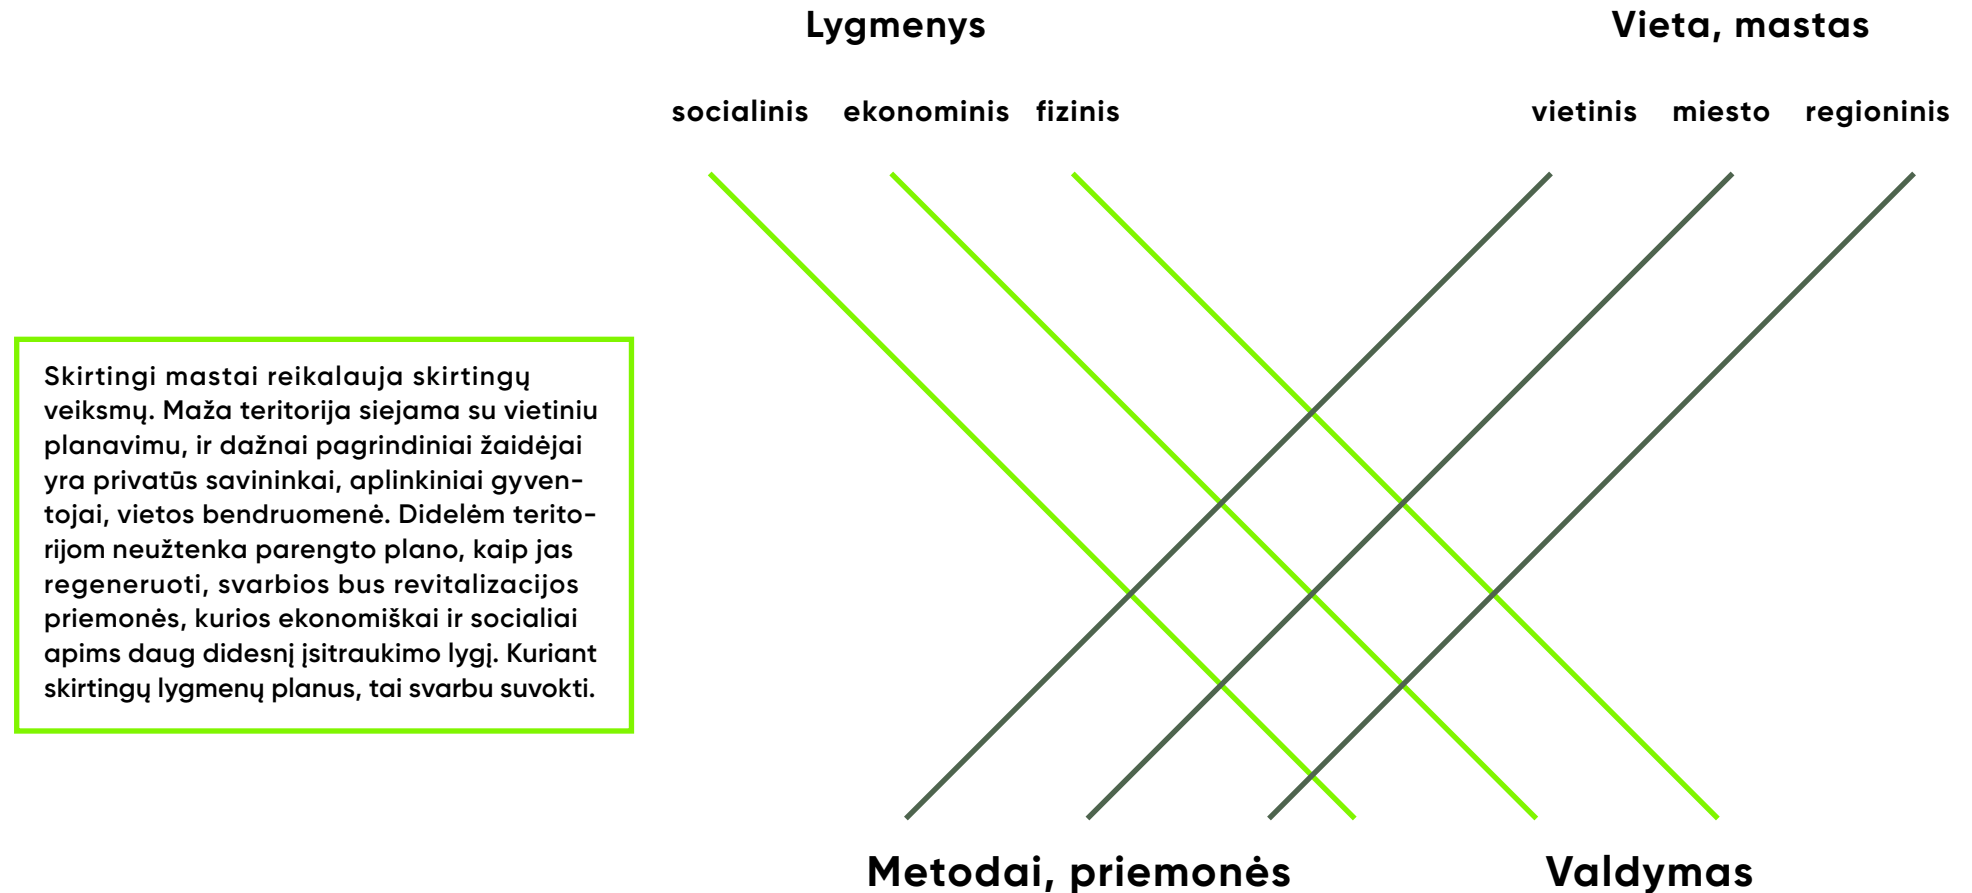 Lygmenys
Vieta, mastas
socialinis ekonominis fizinis
vietinis miesto regioninis
Skirtingi mastai reikalauja skirtingų
veiksmų. Maža teritorija siejama su vietiniu
planavimu, ir dažnai pagrindiniai žaidėjai
yra privatūs savininkai, aplinkiniai gyven-
tojai, vietos bendruomenė. Didelėm terito-
rijom neužtenka parengto plano, kaip jas
regeneruoti, svarbios bus revitalizacijos
priemonės, kurios ekonomiškai ir socialiai
apims daug didesnį įsitraukimo lygį. Kuriant
skirtingų lygmenų planus, tai svarbu suvokti.
Metodai, priemonės
Valdymas